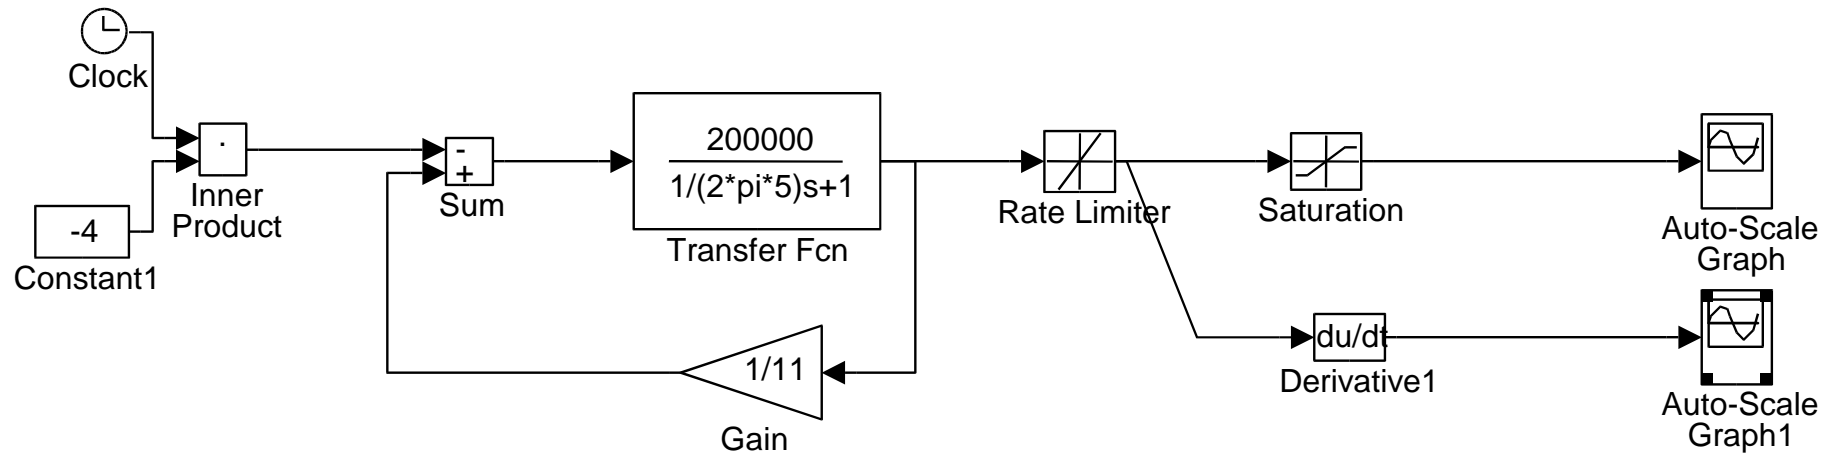 Clock
.
Inner
Product
-4
Constant1
-
+
Sum
200000
1/(2*pi*5)s+1
Transfer Fcn
1/11
Gain
Rate Limiter
Saturation
du/dt
Derivative1
Auto-Scale
Graph
Auto-Scale
Graph1